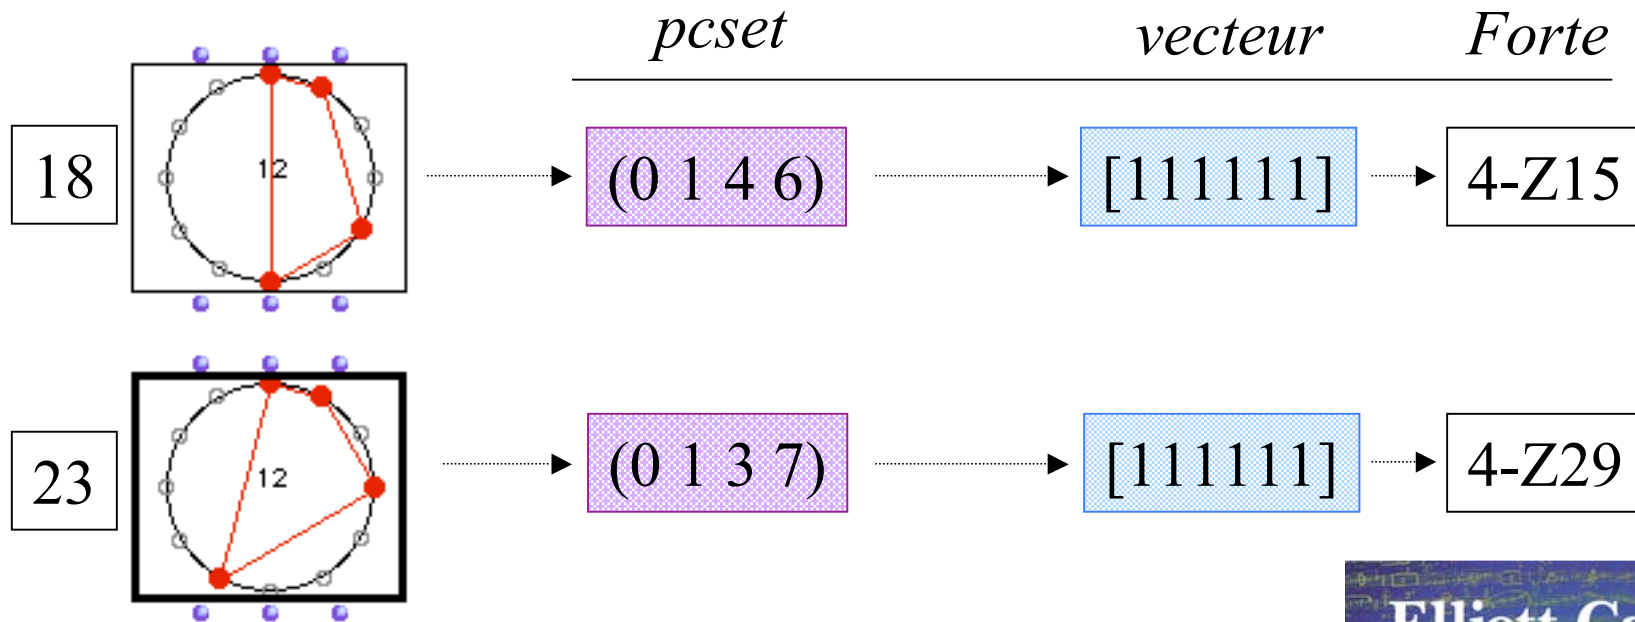 pcset vecteur Forte
18 12 (0 1 4 6) [111111] 4-Z15
23 12 (0 1 3 7) [111111] 4-Z29
Elliott